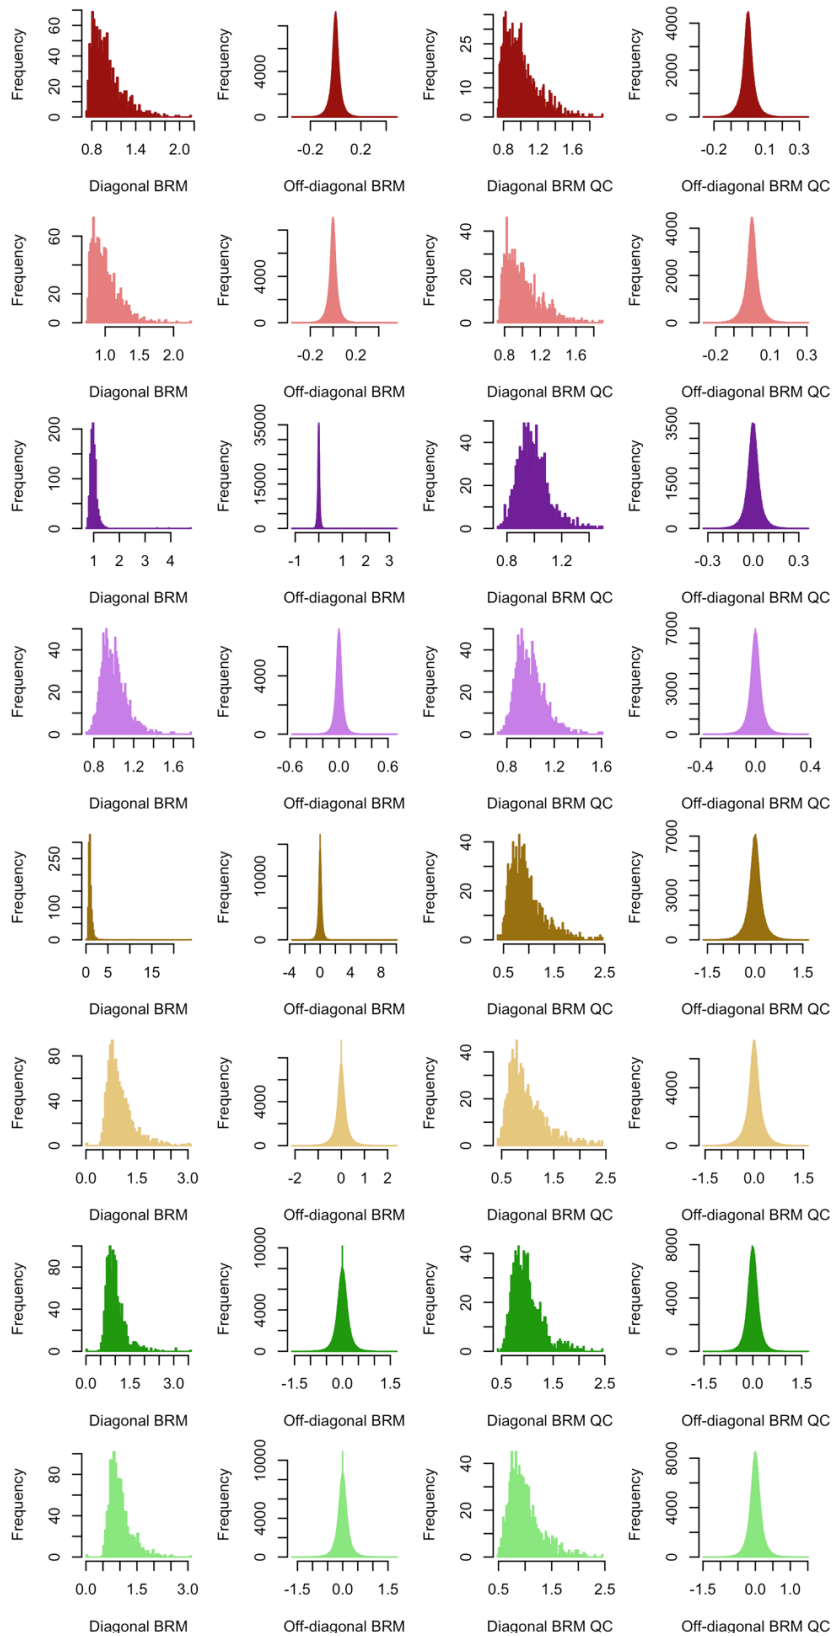 Frequency
0 10 20 30 40 50 60
0.8 1.4 2.0
Diagonal BRM
Frequency
0 4000
-0.2 0.2
Off-diagonal BRM
Frequency
0 5 15 25
0.8 1.2 1.6
Diagonal BRM QC
Frequency
0 2000 4000
-0.2 0.1 0.3
Off-diagonal BRM QC
Frequency
0 20 60
1.0 1.5 2.0
Diagonal BRM
Frequency
0 4000
-0.2 0.2
Off-diagonal BRM
Frequency
0 20 40
0.8 1.2 1.6
Diagonal BRM QC
Frequency
0 2000 4000
-0.2 0.1 0.3
Off-diagonal BRM QC
Frequency
0 100 200
1 2 3 4
Diagonal BRM
Frequency
0 15000 35000
-1 1 2 3
Off-diagonal BRM
Frequency
0 20 40
0.8 1.2
Diagonal BRM QC
Frequency
0 1500 3500
-0.3 0.0 0.3
Off-diagonal BRM QC
Frequency
0 20 40
0.8 1.2 1.6
Diagonal BRM
Frequency
0 4000
-0.6 0.0 0.6
Off-diagonal BRM
Frequency
0 20 40
0.8 1.2 1.6
Diagonal BRM QC
Frequency
0 3000 7000
-0.4 0.0 0.4
Off-diagonal BRM QC
Frequency
0 100 250
0 5 15
Diagonal BRM
Frequency
0 10000
-4 0 4 8
Off-diagonal BRM
Frequency
0 20 40
0.5 1.5 2.5
Diagonal BRM QC
Frequency
0 3000 7000
-1.5 0.0 1.5
Off-diagonal BRM QC
Frequency
0 40 80
0.0 1.5 3.0
Diagonal BRM
Frequency
0 4000
-2 0 1 2
Off-diagonal BRM
Frequency
0 20 40
0.5 1.5 2.5
Diagonal BRM QC
Frequency
0 4000
-1.5 0.0 1.5
Off-diagonal BRM QC
Frequency
0 40 80
0.0 1.5 3.0
Diagonal BRM
Frequency
0 4000 10000
-1.5 0.0 1.5
Off-diagonal BRM
Frequency
0 20 40
0.5 1.5 2.5
Diagonal BRM QC
Frequency
0 4000 8000
-1.5 0.0 1.5
Off-diagonal BRM QC
Frequency
0 40 80
0.0 1.5 3.0
Diagonal BRM
Frequency
0 4000 10000
-1.5 0.0 1.5
Off-diagonal BRM
Frequency
0 20 40
0.5 1.5 2.5
Diagonal BRM QC
Frequency
0 4000 8000
-1.5 0.0 1.0
Off-diagonal BRM QC